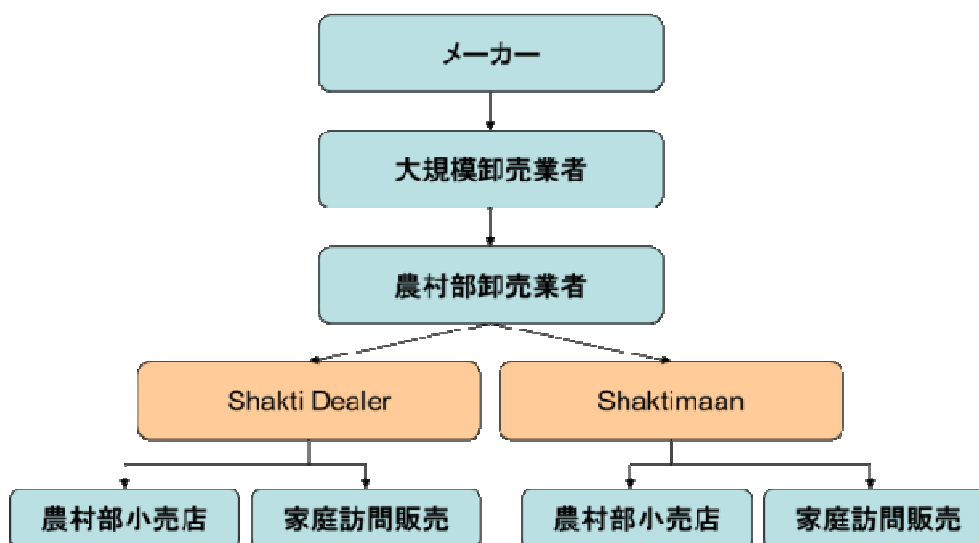 メーカー
大規模卸売業者
農村部卸売業者
Shakti Dealer
Shaktimaan
農村部小売店
家庭訪問販売
農村部小売店
家庭訪問販売